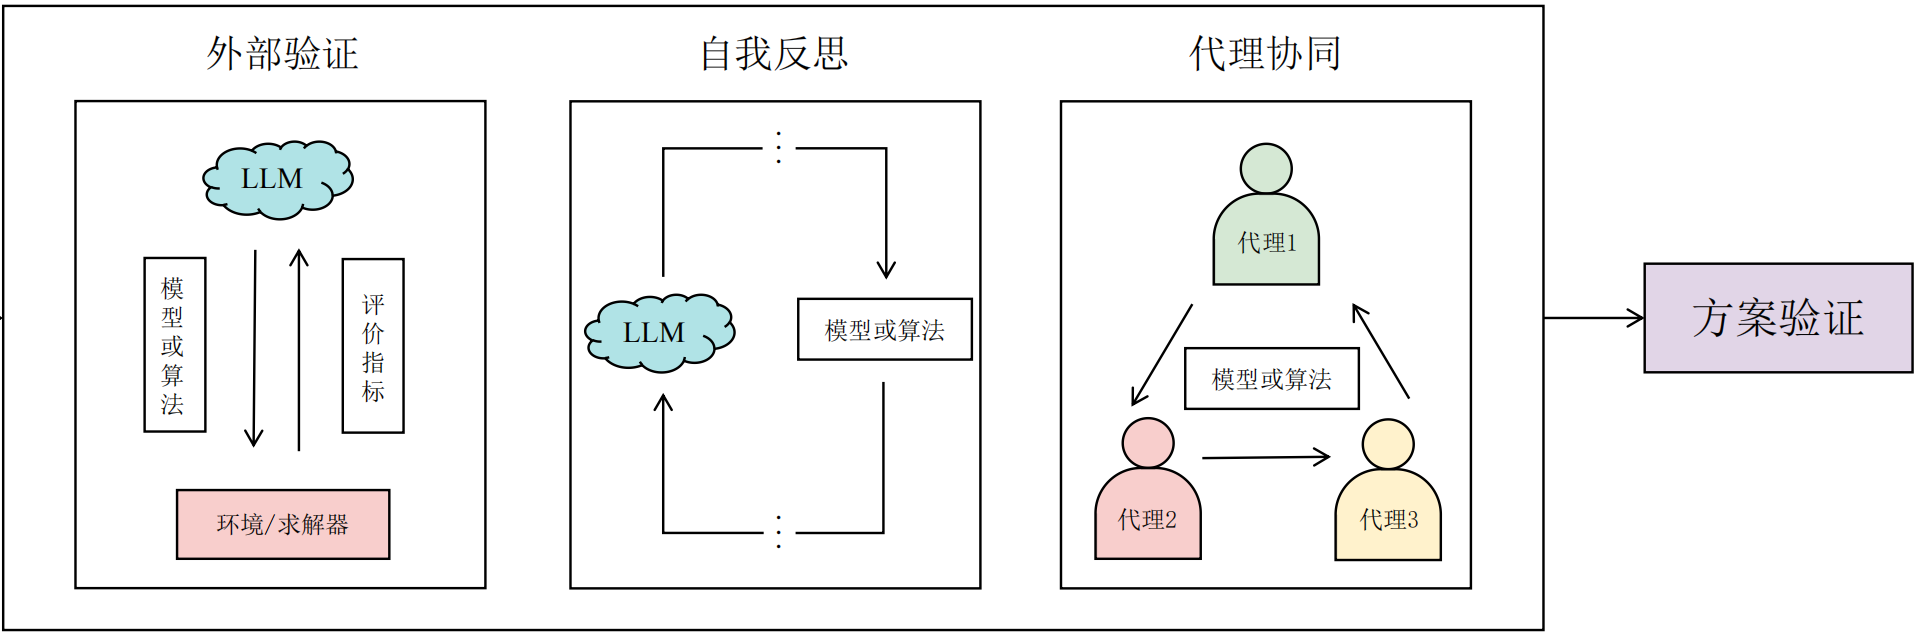 外部验证
自我反思
代理协同
LLM
模型或算法
评价指标
环境/求解器
LLM
模型或算法
代理1
模型或算法
代理2
代理3
方案验证